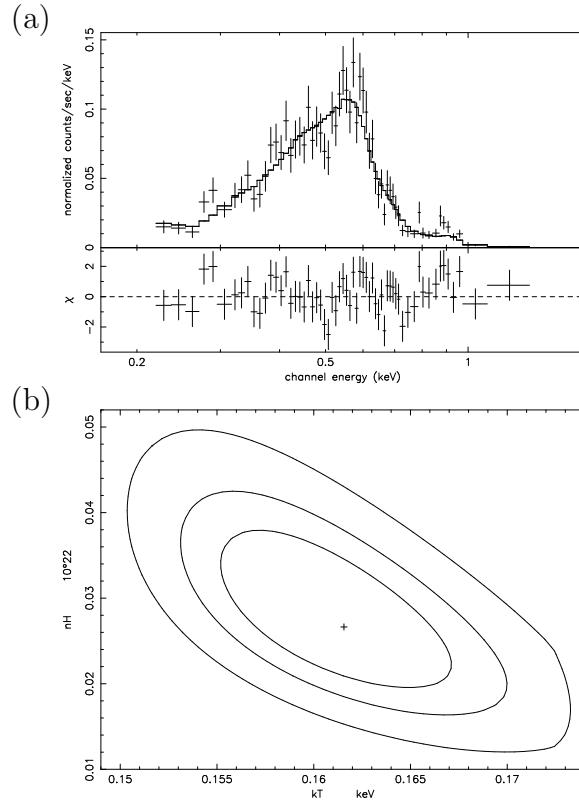 (a)
normalized counts/sec/keV
0.15
0.1
0.05
0
χ
2
0
−2
0.2
0.5
1
channel energy (keV)
(b)
nH 10^22
0.05
0.04
0.03
0.02
0.01
0.15
0.155
0.16
0.165
0.17
kT keV